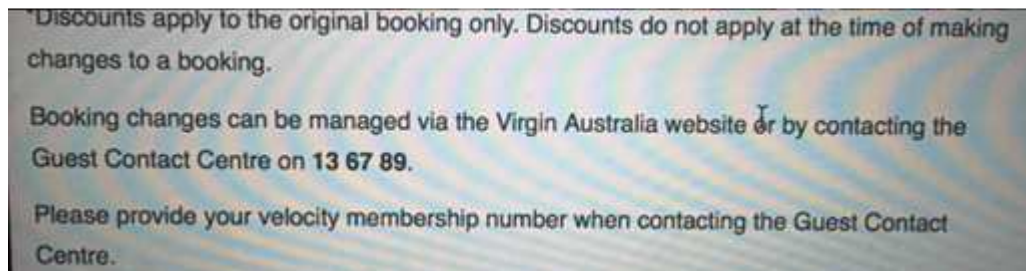 *Discounts apply to the original booking only. Discounts do not apply at the time of making
changes to a booking.
Booking changes can be managed via the Virgin Australia website or by contacting the
Guest Contact Centre on 13 67 89.
Please provide your velocity membership number when contacting the Guest Contact
Centre.